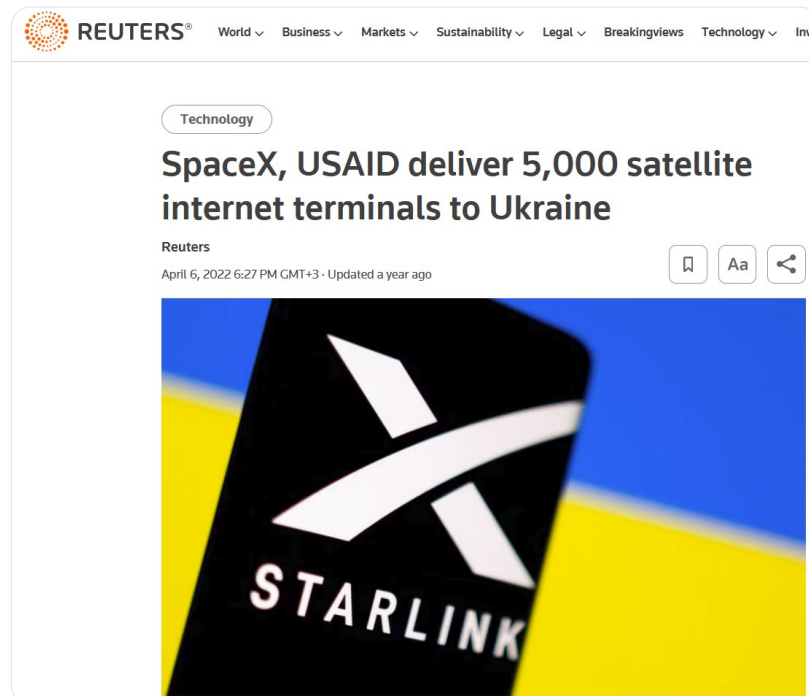 REUTERS®
World Business Markets Sustainability Legal Breakingviews Technology
Technology
SpaceX, USAID deliver 5,000 satellite
internet terminals to Ukraine
Reuters
April 6, 2022 6:27 PM GMT+3 · Updated a year ago
Aa
STARLINK